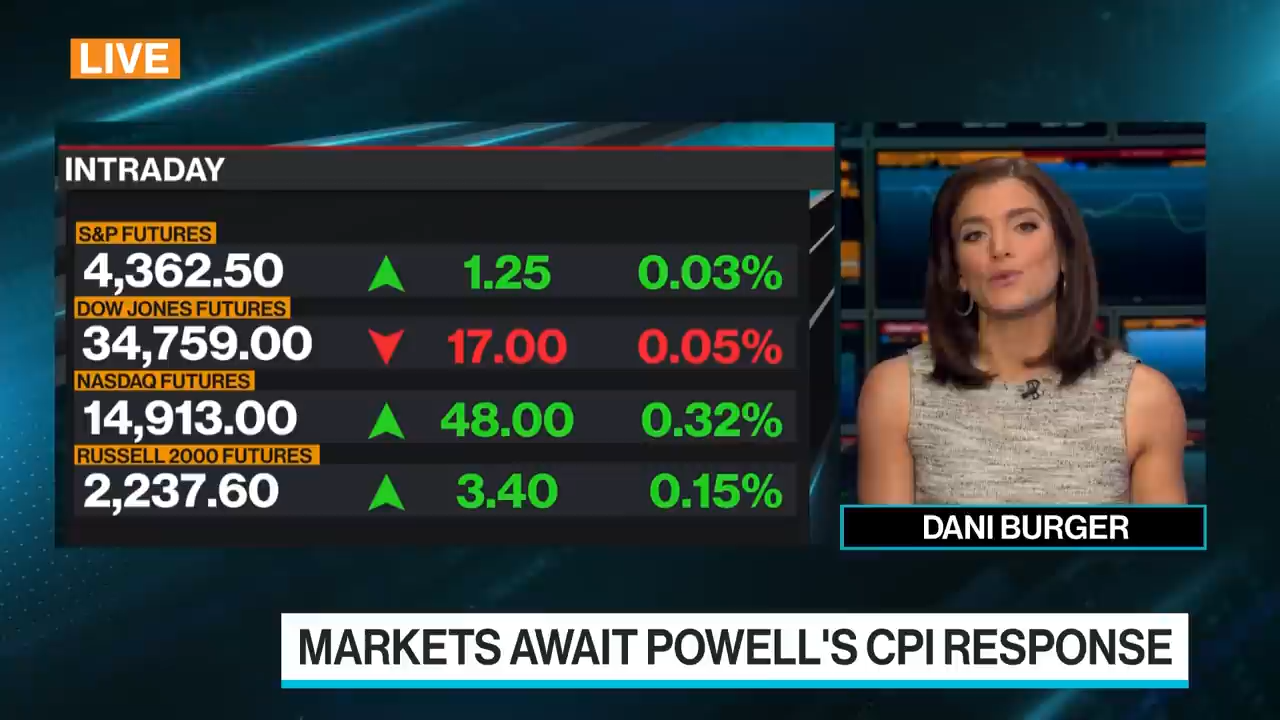 LIVE
INTRADAY
S&P FUTURES
4,362.50 1.25 0.03%
DOW JONES FUTURES
34,759.00 17.00 0.05%
NASDAQ FUTURES
14,913.00 48.00 0.32%
RUSSELL 2000 FUTURES
2,237.60 3.40 0.15%
DANI BURGER
MARKETS AWAIT POWELL'S CPI RESPONSE